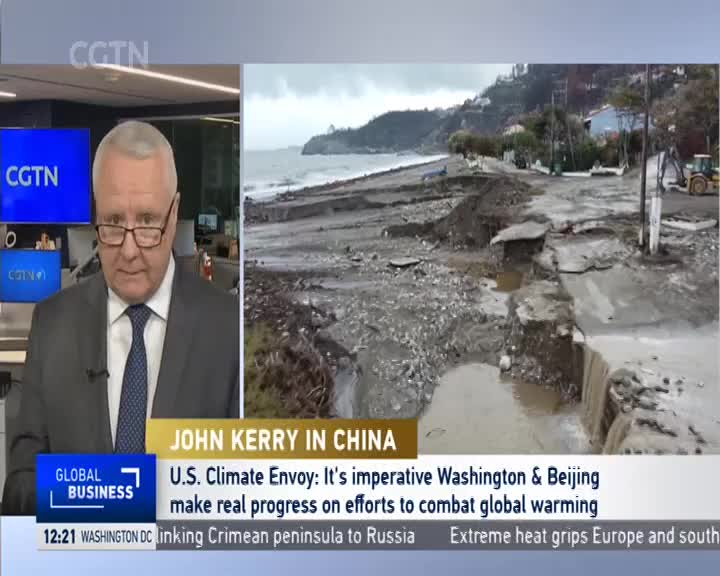 CGTN
CGTN
CGTN
JOHN KERRY IN CHINA
GLOBAL
BUSINESS
U.S. Climate Envoy: It's imperative Washington & Beijing
make real progress on efforts to combat global warming
12:21 WASHINGTON DC
linking Crimean peninsula to Russia Extreme heat grips Europe and south